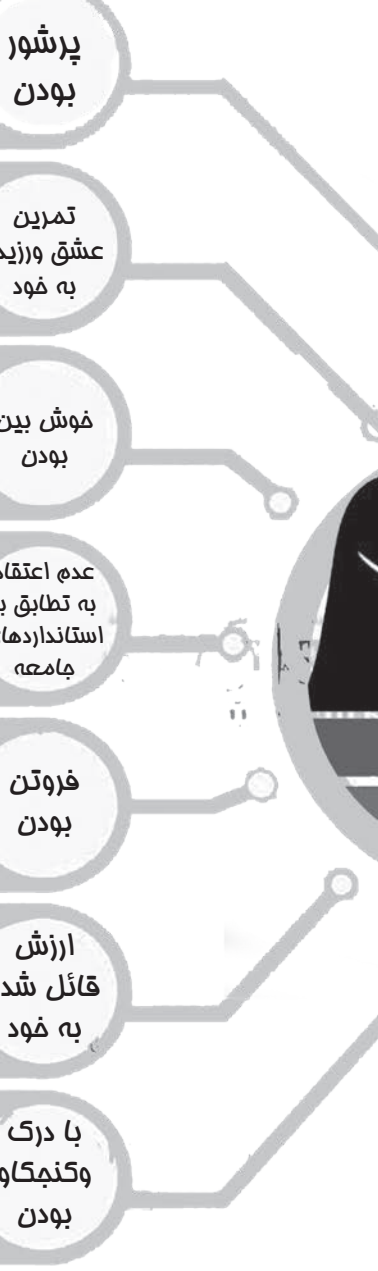 پرشور
بودن
تمرین
عشق ورزید
به خود
خوش بین
بودن
عدم اعتقاد
به تطابق ب
استانداردها
جامعه
فروتن
بودن
ارزش
قائل شد
به خود
با درک
وکنجکاو
بودن